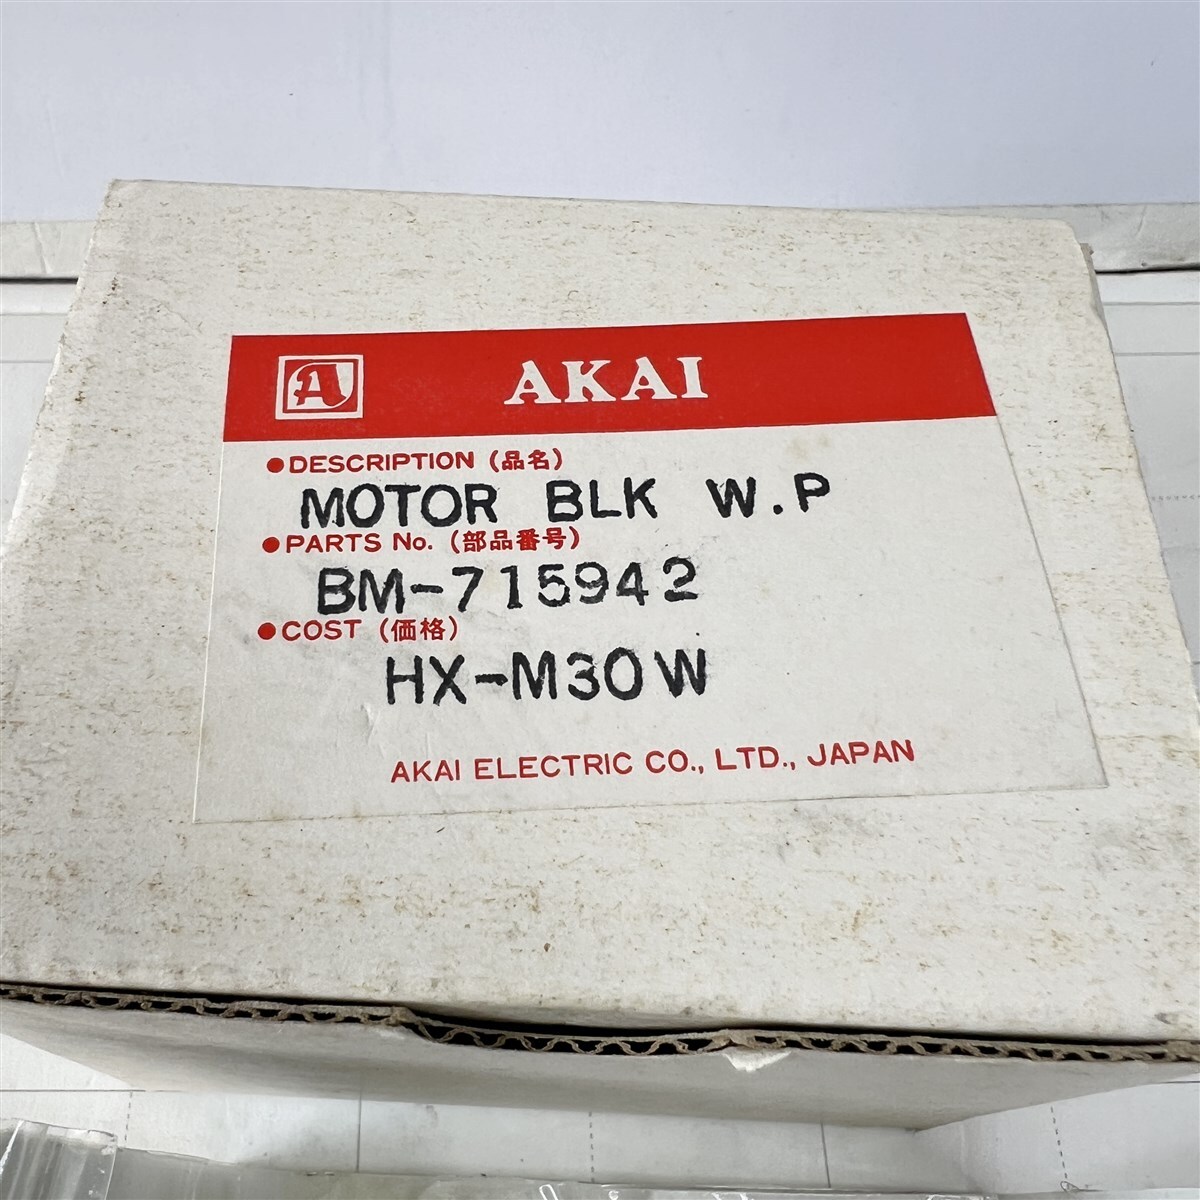 A AKAI
●DESCRIPTION (品名)
MOTOR BLK W.P
●PARTS No. (部品番号)
BM-715942
●COST (価格)
HX-M30W
AKAI ELECTRIC CO., LTD., JAPAN